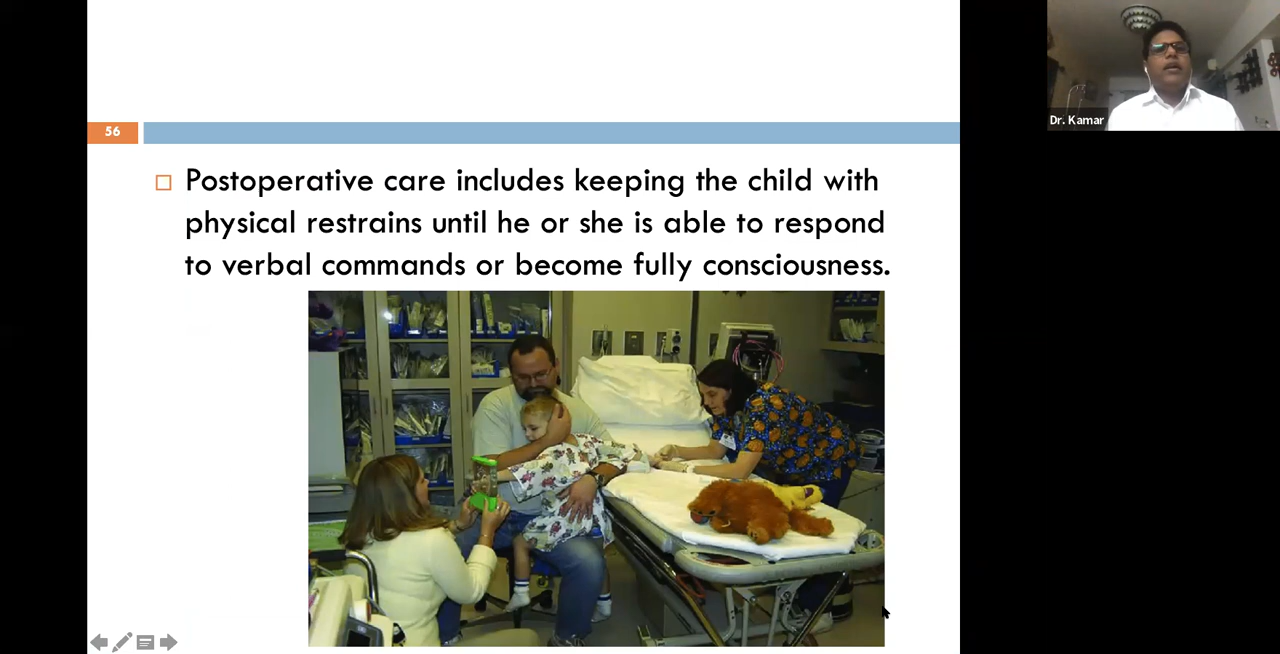 56
Postoperative care includes keeping the child with
physical restrains until he or she is able to respond
to verbal commands or become fully consciousness.
Dr. Kamar